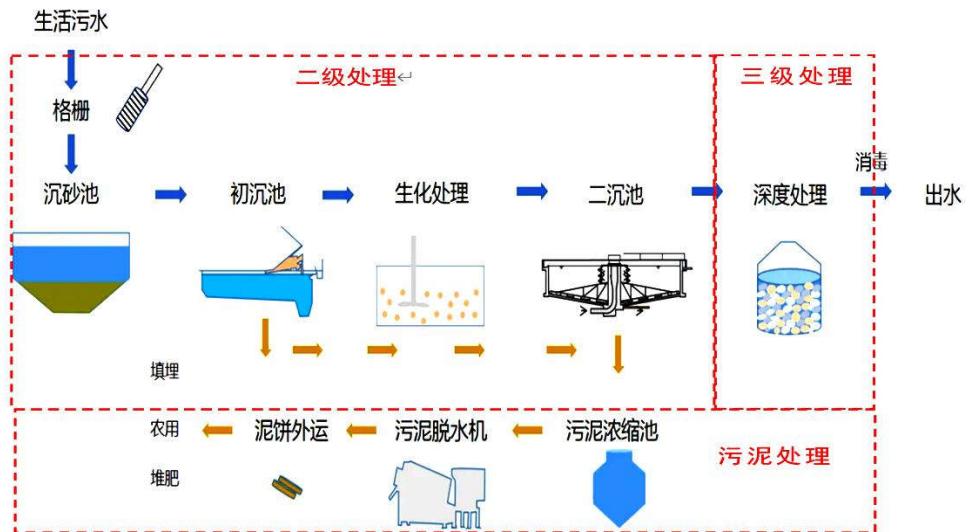 生活污水
二级处理↵
三级处理
格栅
消毒
沉砂池
初沉池
生化处理
二沉池
深度处理
出水
填埋
农用
泥饼外运
污泥脱水机
污泥浓缩池
污泥处理
堆肥